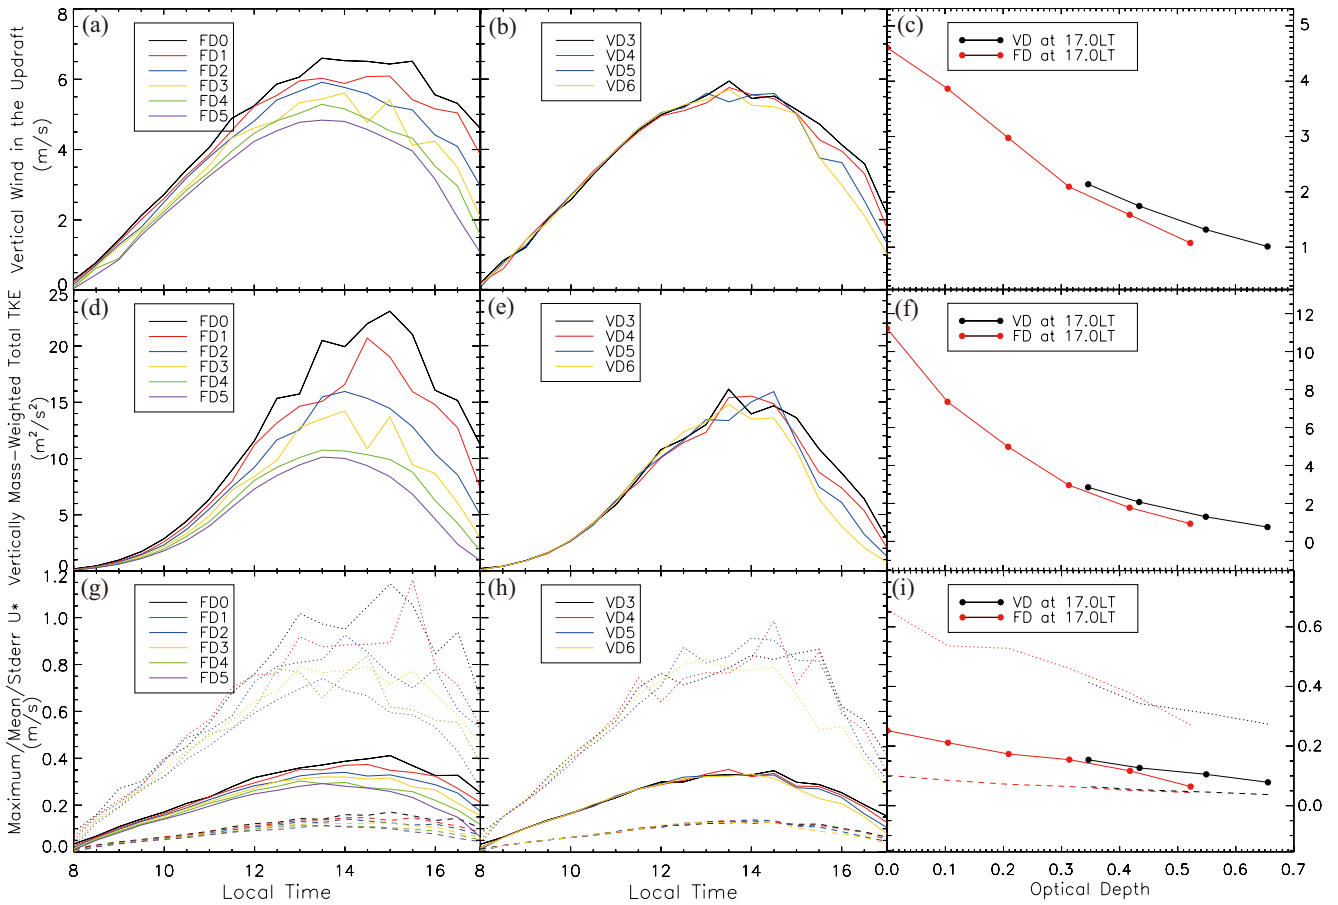 Vertical Wind in the Updraft
(m/s)
(a)
FD0
FD1
FD2
FD3
FD4
FD5
8
6
4
2
0
(b)
VD3
VD4
VD5
VD6
(c)
VD at 17.0LT
FD at 17.0LT
5
4
3
2
1
Vertically Mass-Weighted Total TKE
(m²/s²)
(d)
FD0
FD1
FD2
FD3
FD4
FD5
25
20
15
10
5
0
(e)
VD3
VD4
VD5
VD6
(f)
VD at 17.0LT
FD at 17.0LT
12
10
8
6
4
2
0
Maximum/Mean/Stderr U*
(m/s)
(g)
FD0
FD1
FD2
FD3
FD4
FD5
1.2
1.0
0.8
0.6
0.4
0.2
0.0
8 10 12 14 16
Local Time
(h)
VD3
VD4
VD5
VD6
8 10 12 14 16
Local Time
(i)
VD at 17.0LT
FD at 17.0LT
0.6
0.4
0.2
0.0
0.0 0.1 0.2 0.3 0.4 0.5 0.6 0.7
Optical Depth